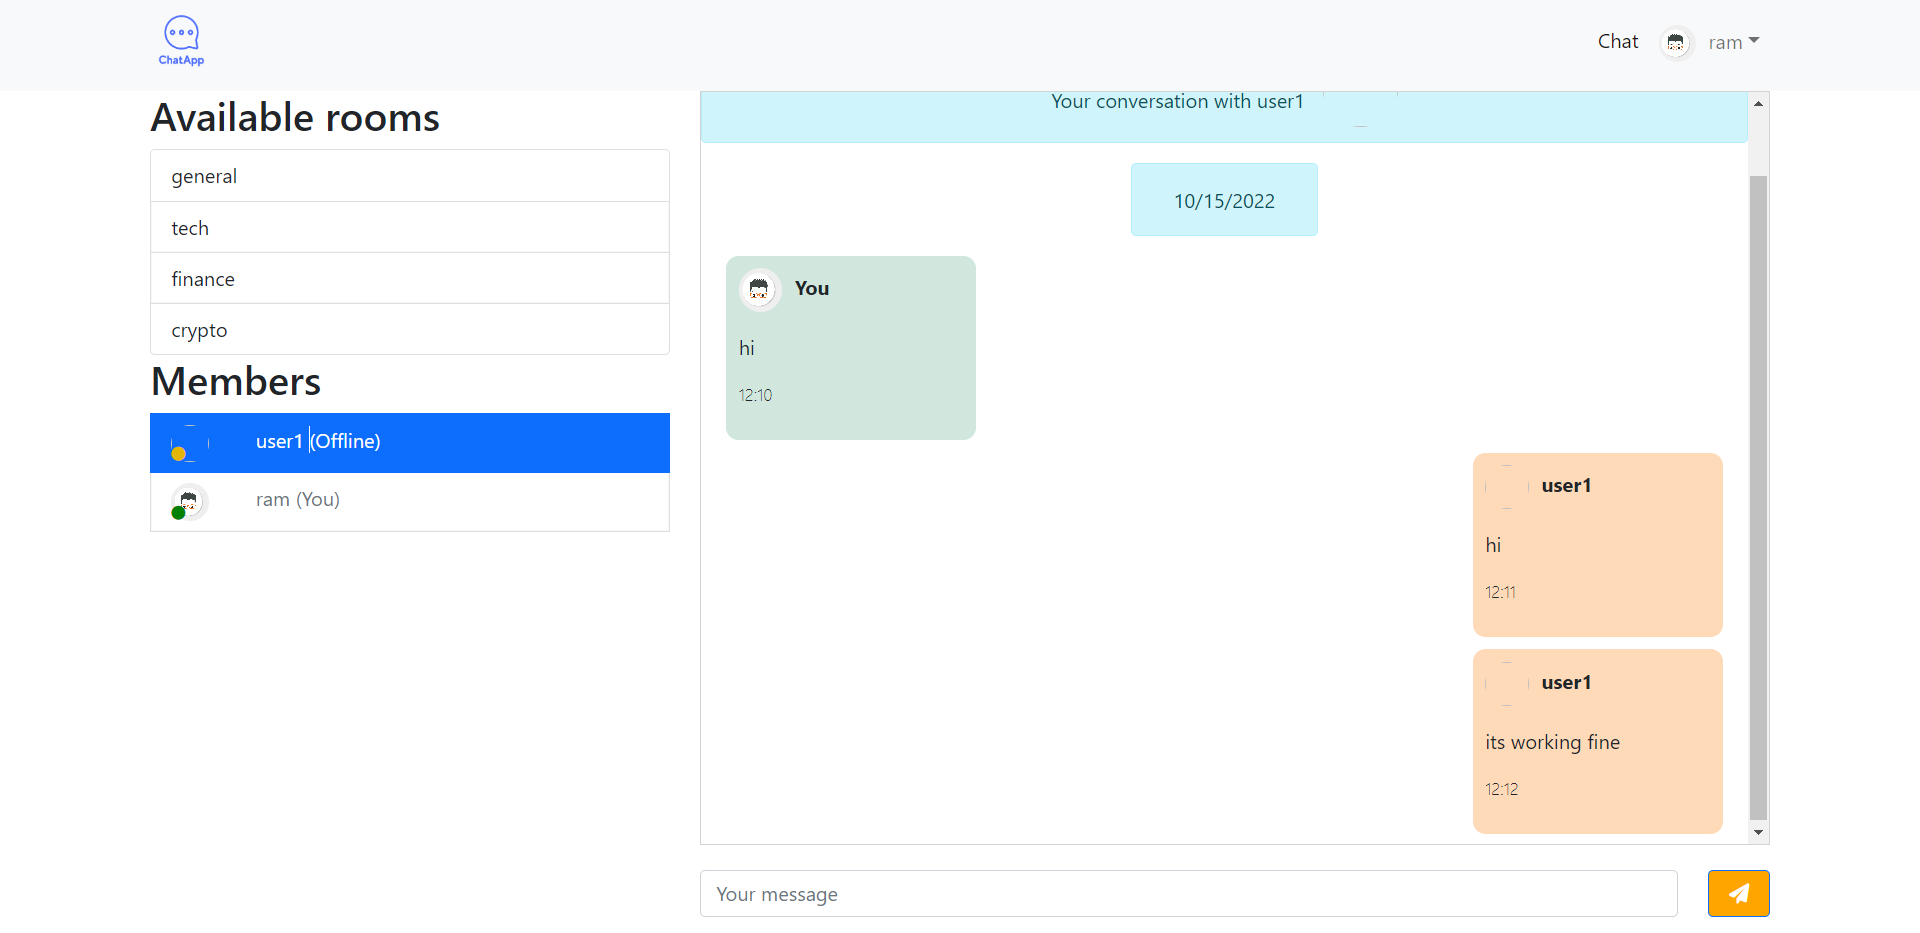 ChatApp
Chat
ram
Available rooms
general
tech
finance
crypto
Members
user1 (Offline)
ram (You)
Your conversation with user1
10/15/2022
You
hi
12:10
user1
hi
12:11
user1
its working fine
12:12
Your message